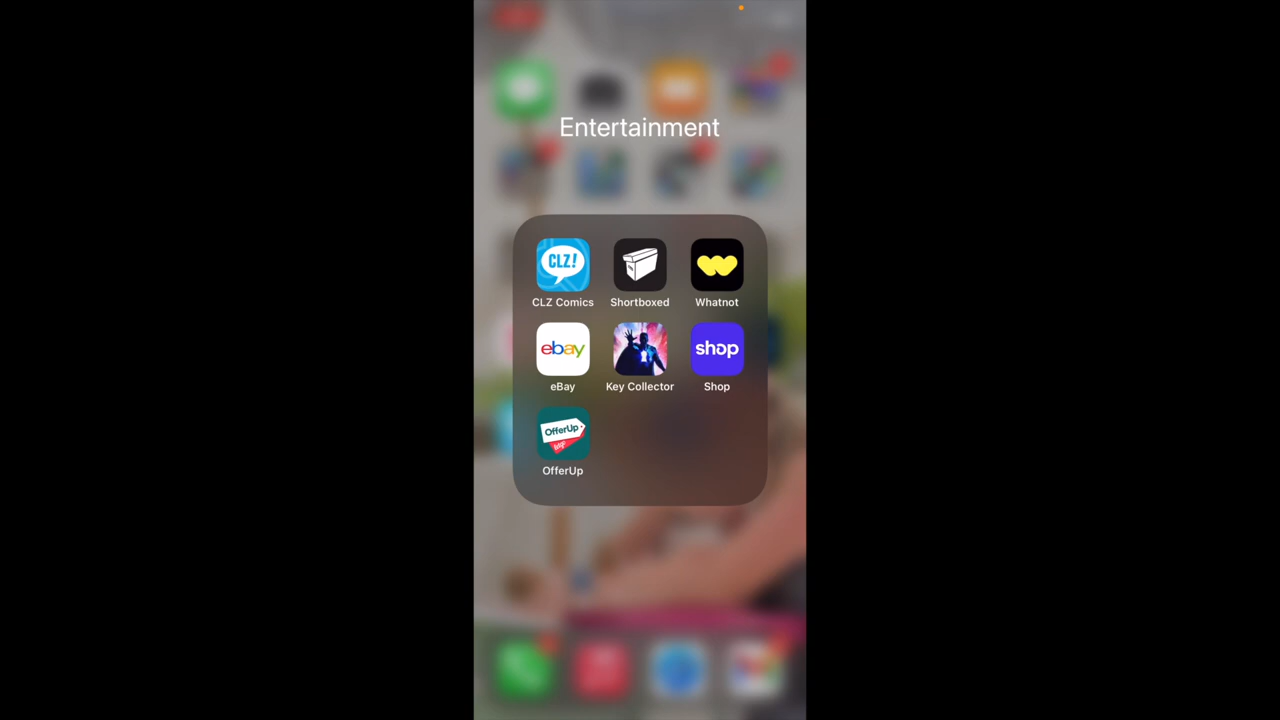 Entertainment
CLZ!
CLZ Comics
Shortboxed
Whatnot
ebay
eBay
Key Collector
shop
Shop
OfferUp
OfferUp